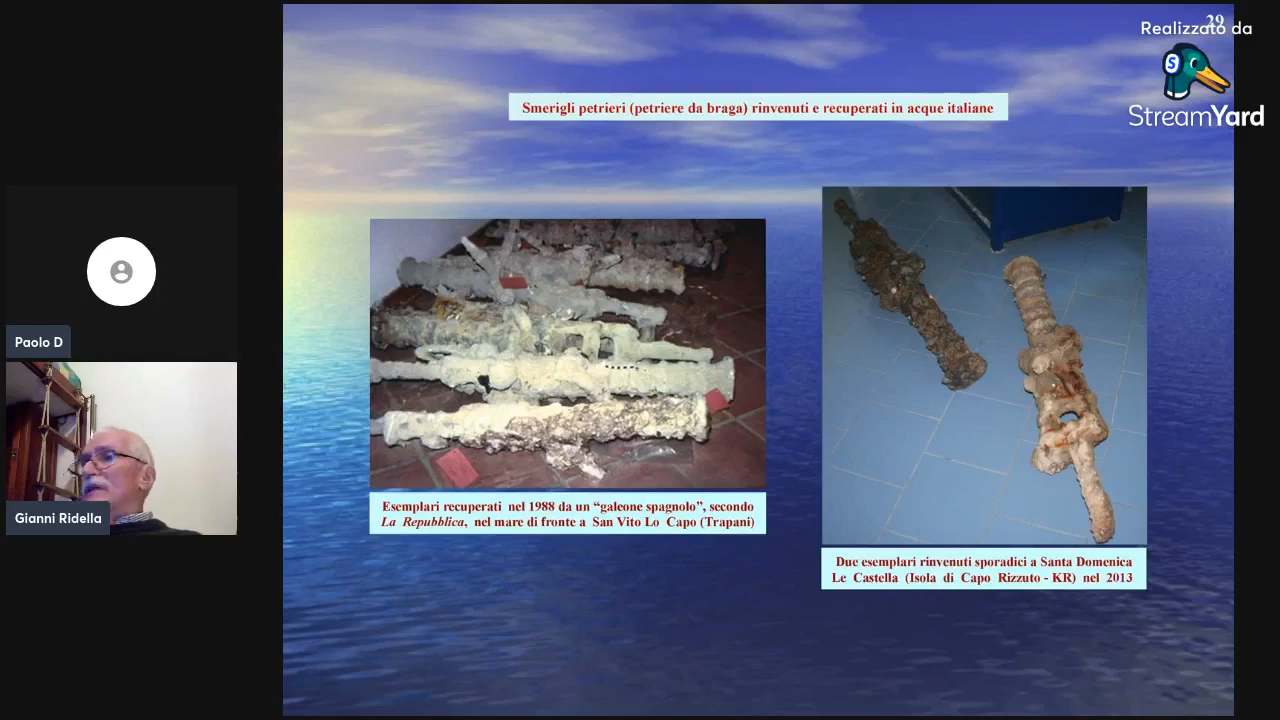 29
Realizzato da
StreamYard
Smerigli petrieri (petriere da braga) rinvenuti e recuperati in acque italiane
Paolo D
Gianni Ridella
Esemplari recuperati nel 1988 da un “galeone spagnolo”, secondo
La Repubblica, nel mare di fronte a San Vito Lo Capo (Trapani)
Due esemplari rinvenuti sporadici a Santa Domenica
Le Castella (Isola di Capo Rizzuto - KR) nel 2013